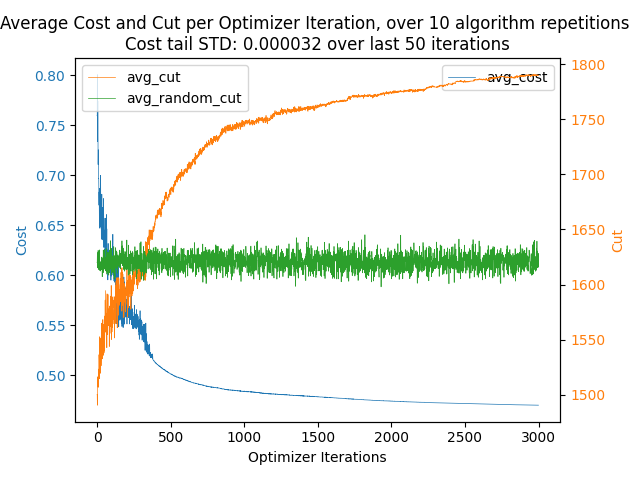 Average Cost and Cut per Optimizer Iteration, over 10 algorithm repetitions
Cost tail STD: 0.000032 over last 50 iterations
avg_cut
avg_random_cut
avg_cost
0.80
0.75
0.70
0.65
0.60
0.55
0.50
Cost
1800
1750
1700
1650
1600
1550
1500
Cut
0
500
1000
1500
2000
2500
3000
Optimizer Iterations